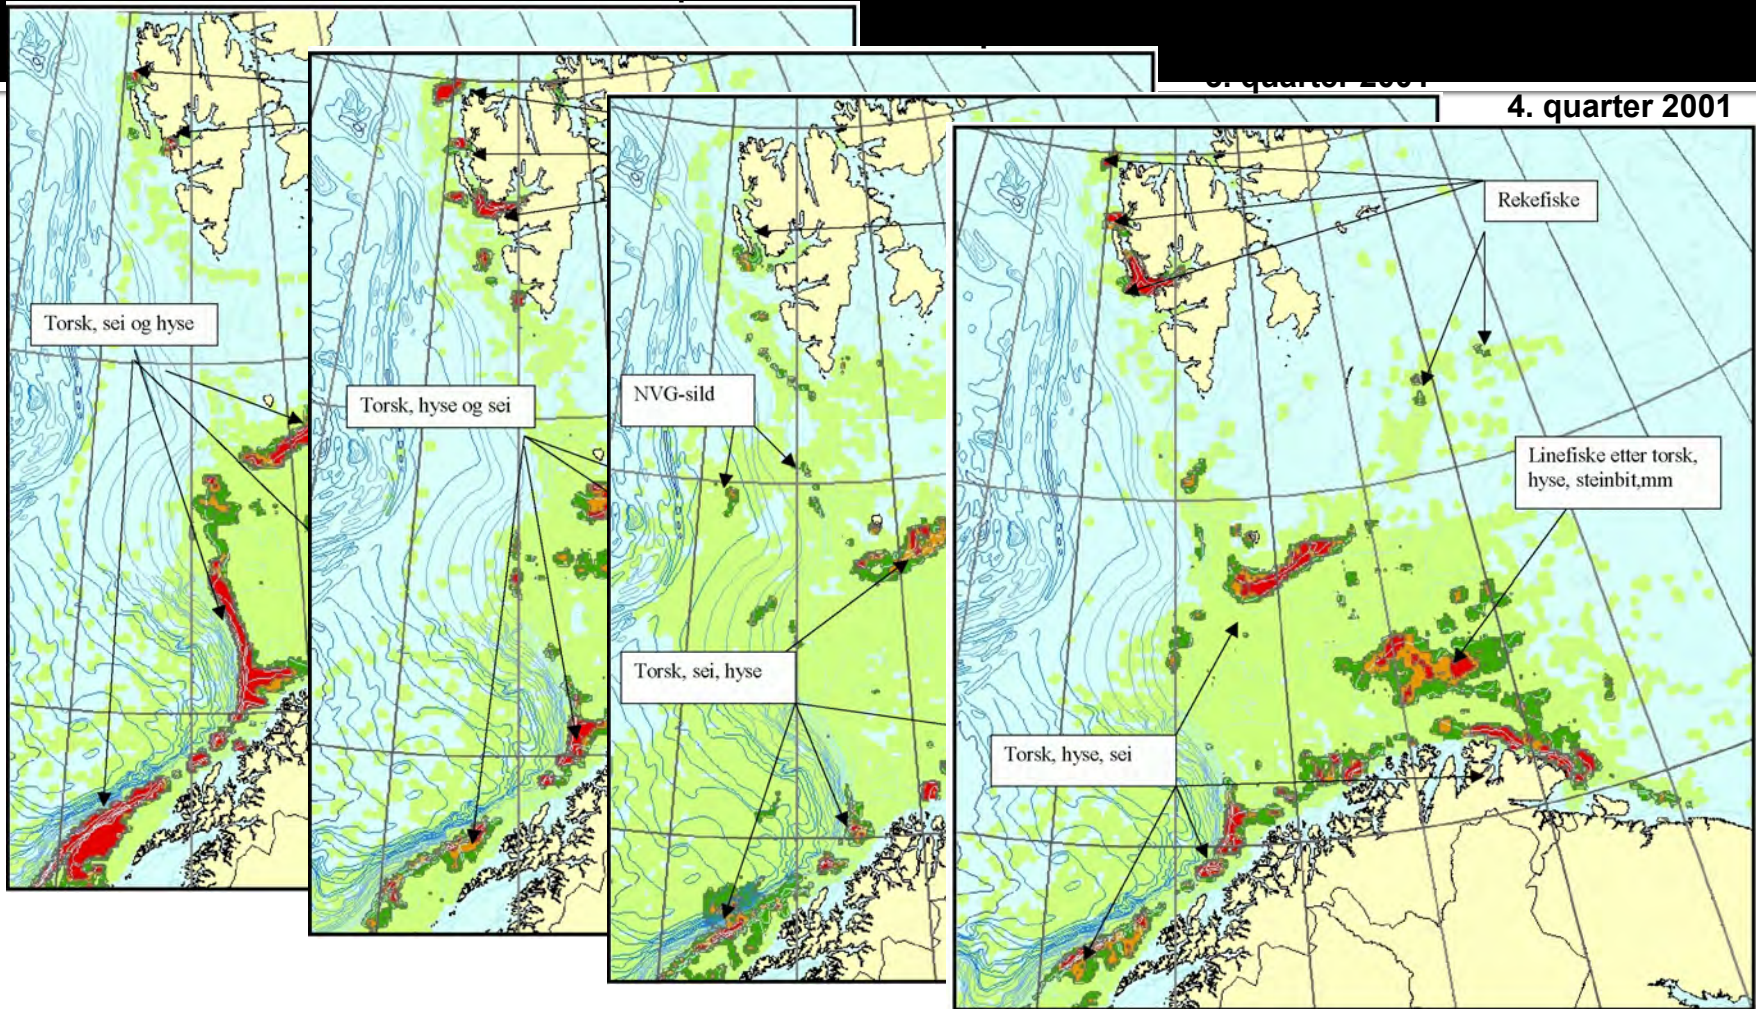 4. quarter 2001
Torsk, sei og hyse
Torsk, hyse og sei
NVG-sild
Torsk, sei, hyse
Rekefiske
Linefiske etter torsk,
hyse, steinbit,mm
Torsk, hyse, sei